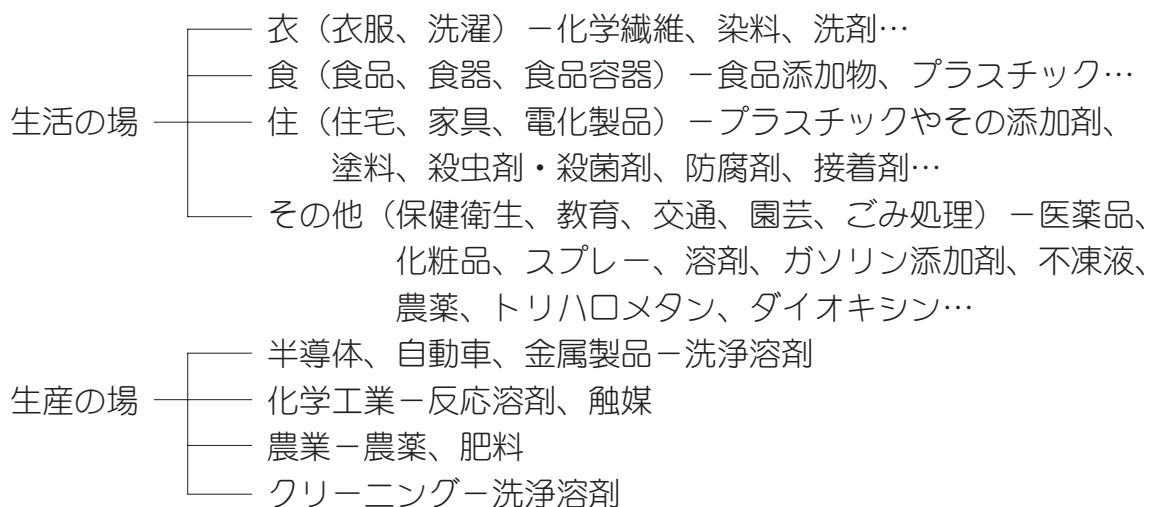 衣（衣服、洗濯）－化学繊維、染料、洗剤…
食（食品、食器、食品容器）－食品添加物、プラスチック…
生活の場
住（住宅、家具、電化製品）－プラスチックやその添加剤、
塗料、殺虫剤・殺菌剤、防腐剤、接着剤…
その他（保健衛生、教育、交通、園芸、ごみ処理）－医薬品、
化粧品、スプレー、溶剤、ガソリン添加剤、不凍液、
農薬、トリハロメタン、ダイオキシン…
半導体、自動車、金属製品－洗浄溶剤
生産の場
化学工業－反応溶剤、触媒
農業－農薬、肥料
クリーニング－洗浄溶剤